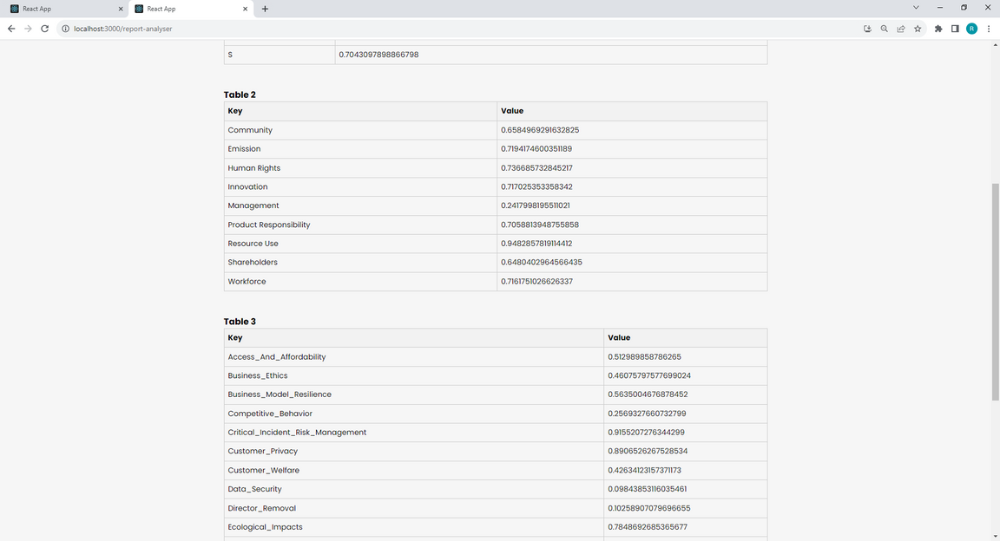 React App
React App
localhost:3000/report-analyser
R
S 0.7043097898866798
Table 2
Key Value
Community 0.6584969291632825
Emission 0.7194174600351189
Human Rights 0.736685732845217
Innovation 0.717025353358342
Management 0.2417998195511021
Product Responsibility 0.7058813948755858
Resource Use 0.9482857819114412
Shareholders 0.6480402964566435
Workforce 0.7161751026626337
Table 3
Key Value
Access_And_Affordability 0.512989858786265
Business_Ethics 0.46075797577699024
Business_Model_Resilience 0.5635004676878452
Competitive_Behavior 0.2569327660732799
Critical_Incident_Risk_Management 0.9155207276344299
Customer_Privacy 0.8906526267528534
Customer_Welfare 0.42634123157371173
Data_Security 0.09843853116035461
Director_Removal 0.10258907079696655
Ecological_Impacts 0.7848692685365677